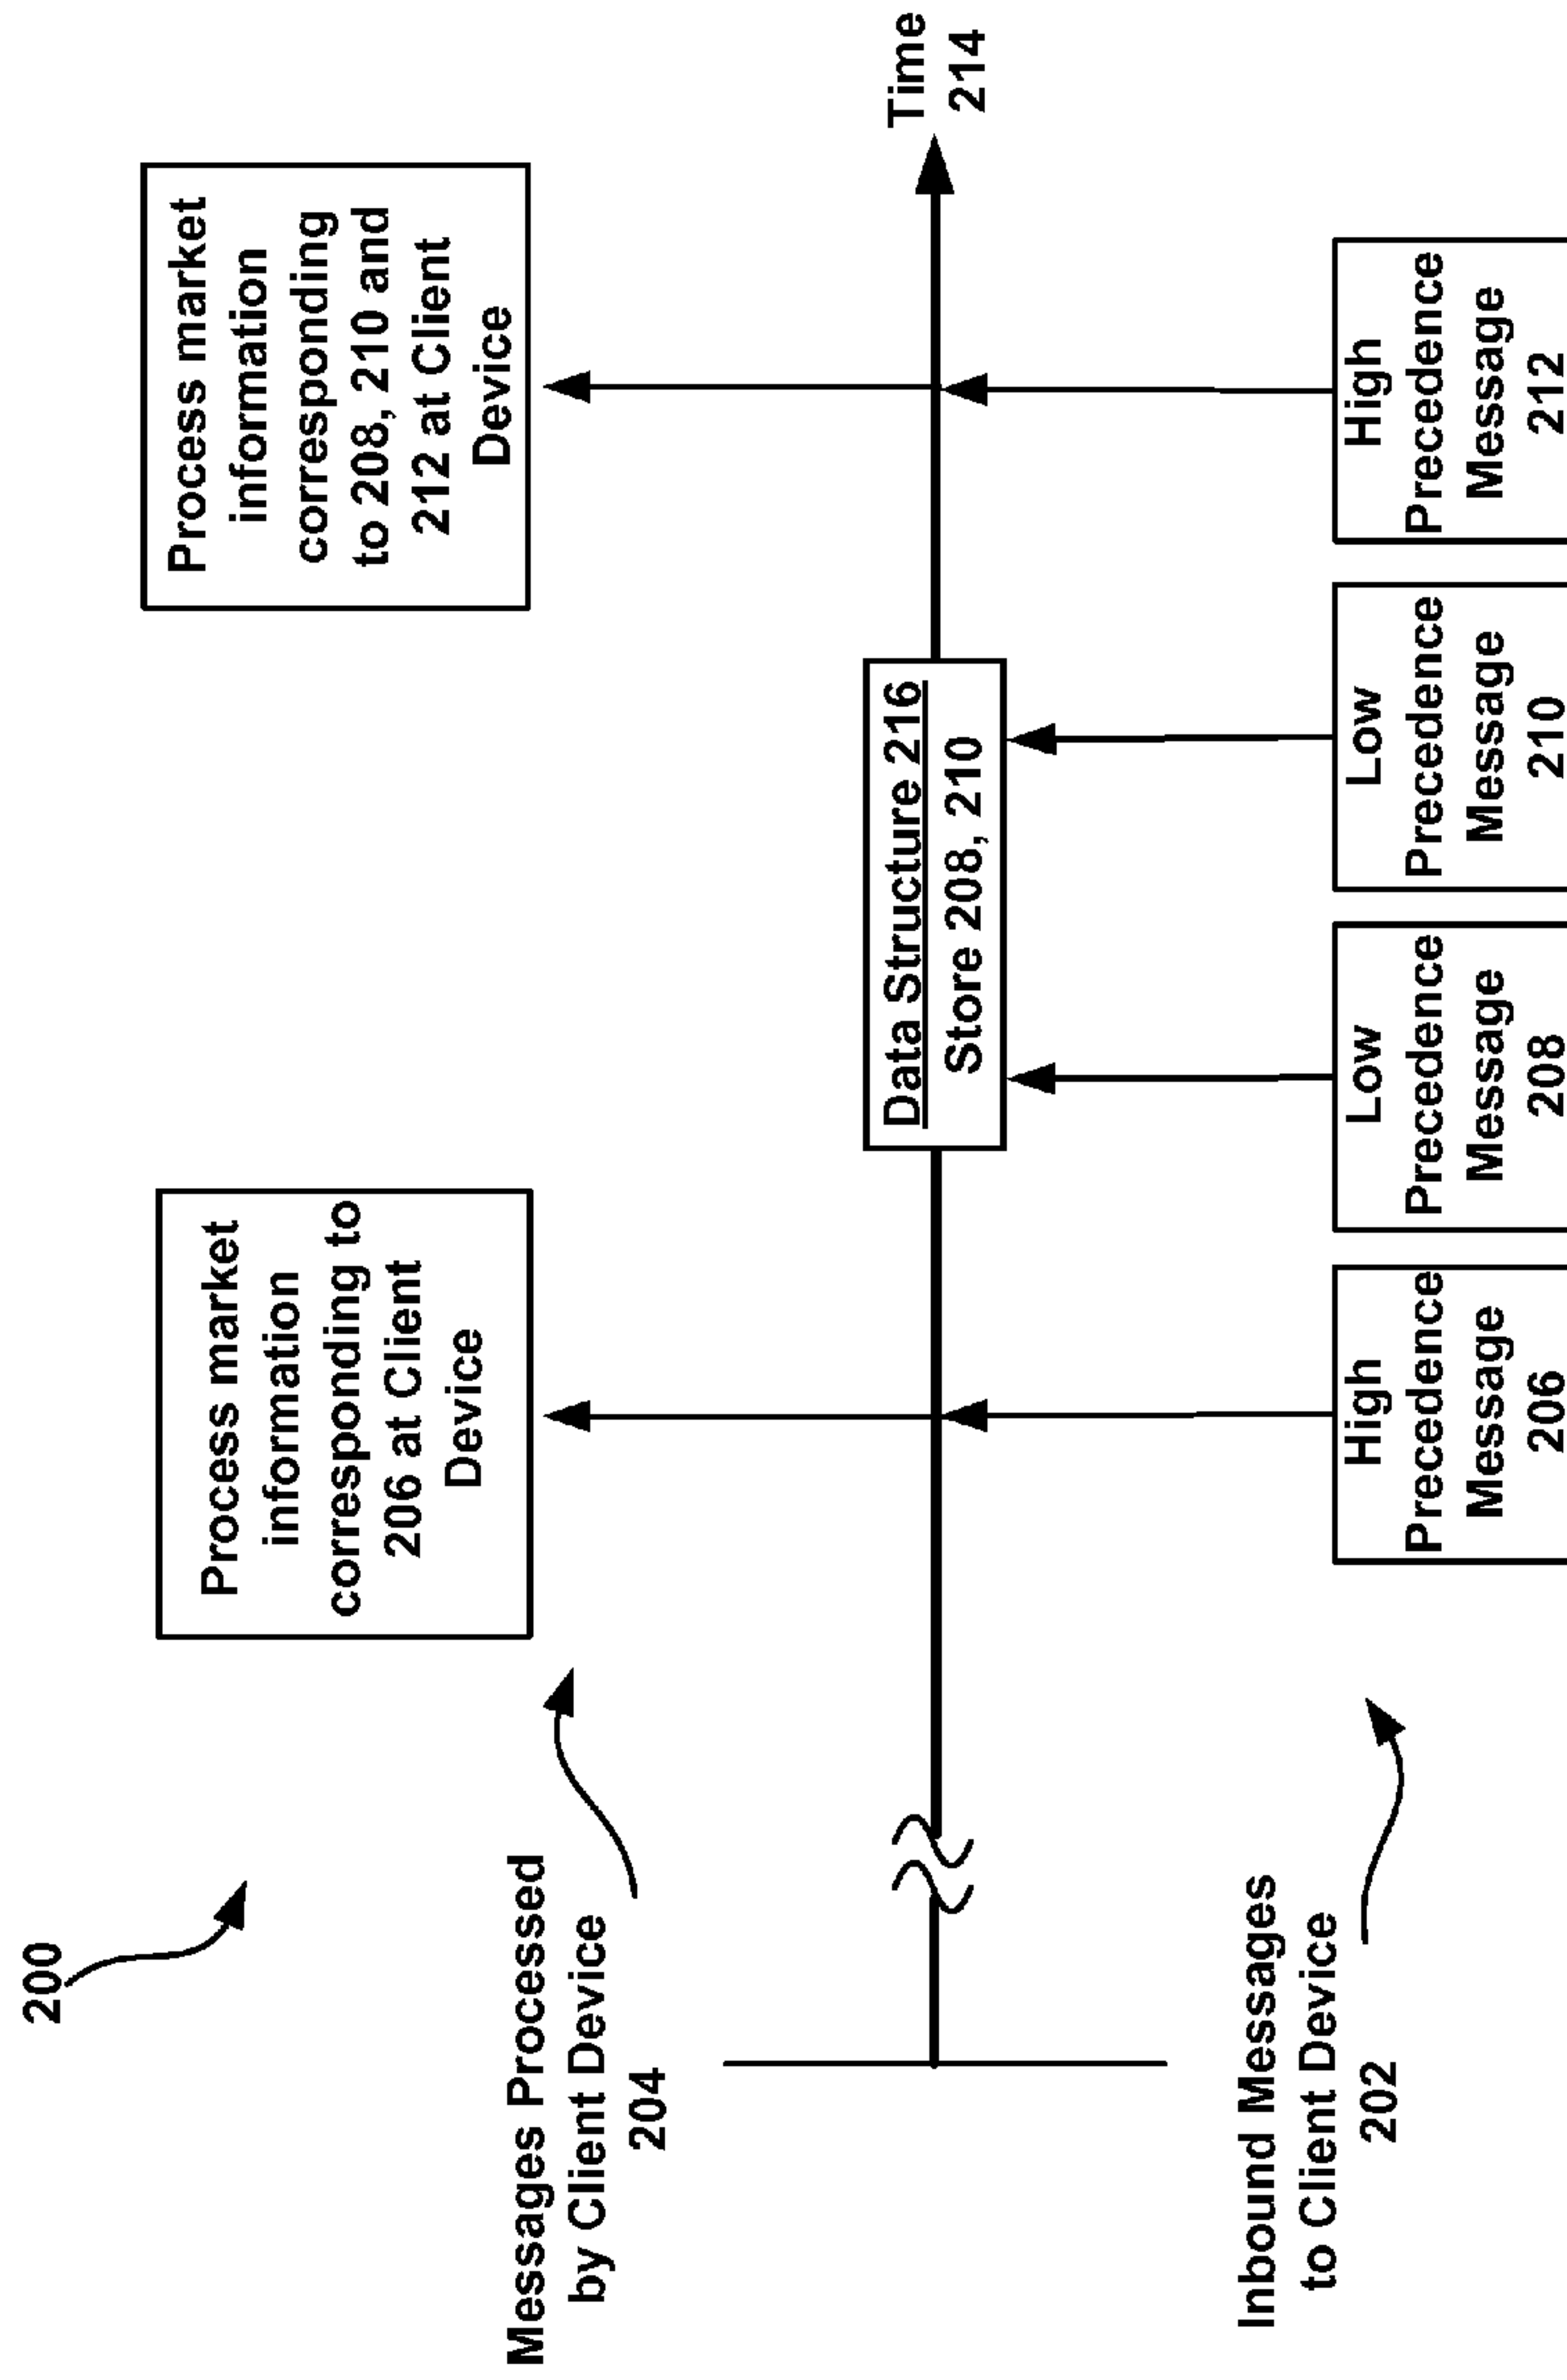 200
Messages Processed
by Client Device
204
Process market
information
corresponding to
206 at Client
Device
Process market
information
corresponding
to 208, 210 and
212 at Client
Device
Data Structure 216
Store 208, 210
Time
214
Inbound Messages
to Client Device
202
High
Precedence
Message
206
Low
Precedence
Message
208
Low
Precedence
Message
210
High
Precedence
Message
212